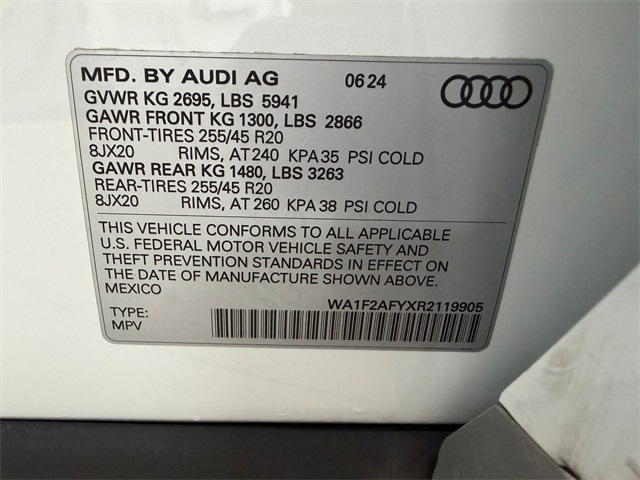 MFD. BY AUDI AG 06 24
GVWR KG 2695, LBS 5941
GAWR FRONT KG 1300, LBS 2866
FRONT-TIRES 255/45 R20
8JX20 RIMS, AT 240 KPA 35 PSI COLD
GAWR REAR KG 1480, LBS 3263
REAR-TIRES 255/45 R20
8JX20 RIMS, AT 260 KPA 38 PSI COLD
THIS VEHICLE CONFORMS TO ALL APPLICABLE
U.S. FEDERAL MOTOR VEHICLE SAFETY AND
THEFT PREVENTION STANDARDS IN EFFECT ON
THE DATE OF MANUFACTURE SHOWN ABOVE.
MEXICO
WA1F2AFYXR2119905
TYPE:
MPV